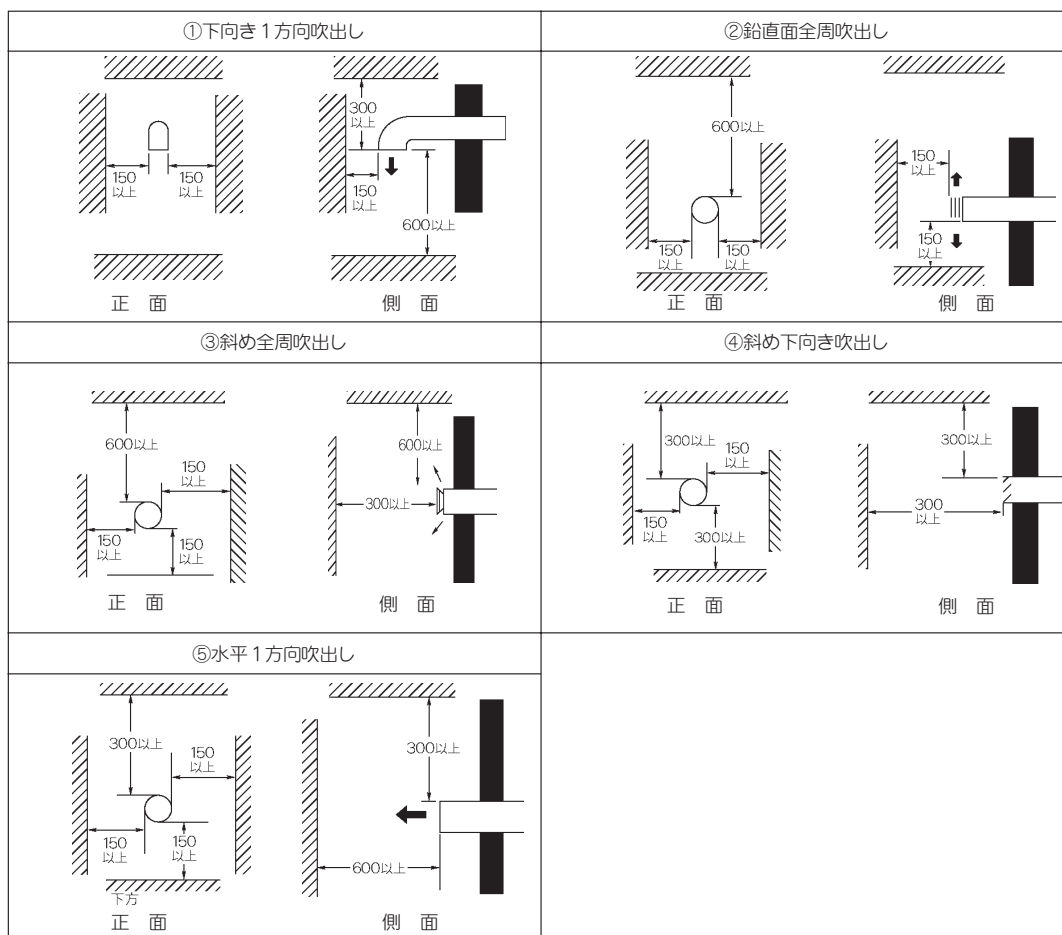 ①下向き1方向吹出し
300
以上
150
以上
150
以上
150
以上
600以上
正 面
側 面
②鉛直面全周吹出し
600以上
150
以上
150
以上
150
以上
150
以上
正 面
側 面
③斜め全周吹出し
600以上
150
以上
150
以上
150
以上
600以上
300以上
正 面
側 面
④斜め下向き吹出し
300以上
150
以上
150
以上
300以上
300以上
300
以上
正 面
側 面
⑤水平1方向吹出し
300以上
150
以上
150
以上
150
以上
下方
300以上
600以上
正 面
側 面